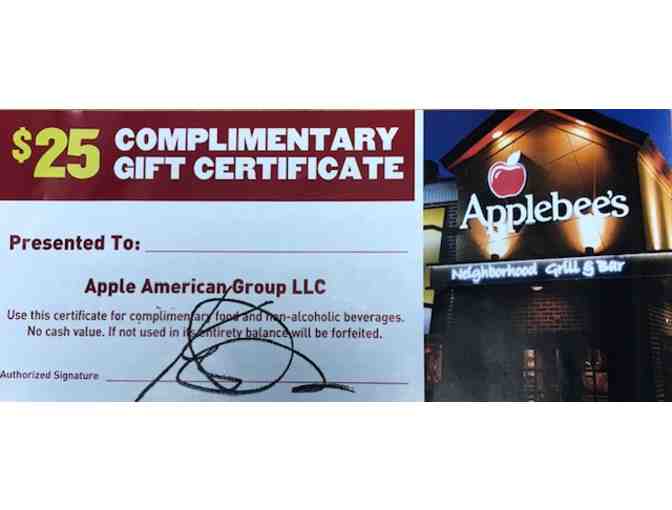 $25 COMPLIMENTARY
GIFT CERTIFICATE
Presented To:
Apple American Group LLC
Use this certificate for complimentary food and non-alcoholic beverages.
No cash value. If not used in its entirety balance will be forfeited.
Authorized Signature
Applebee's
Neighborhood Grill & Bar